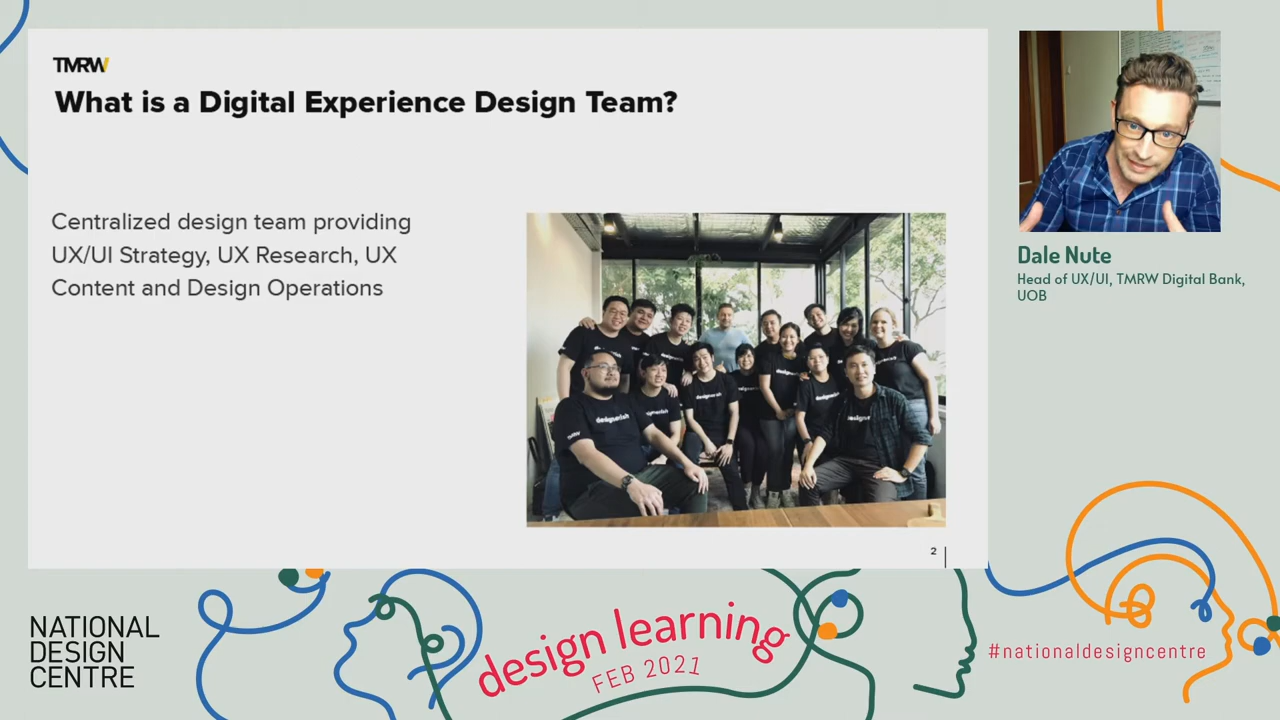 TMRW
What is a Digital Experience Design Team?
Centralized design team providing
UX/UI Strategy, UX Research, UX
Content and Design Operations
designerish
TMRW
2
Dale Nute
Head of UX/UI, TMRW Digital Bank,
UOB
NATIONAL
DESIGN
CENTRE
design learning
FEB 2021
#nationaldesigncentre